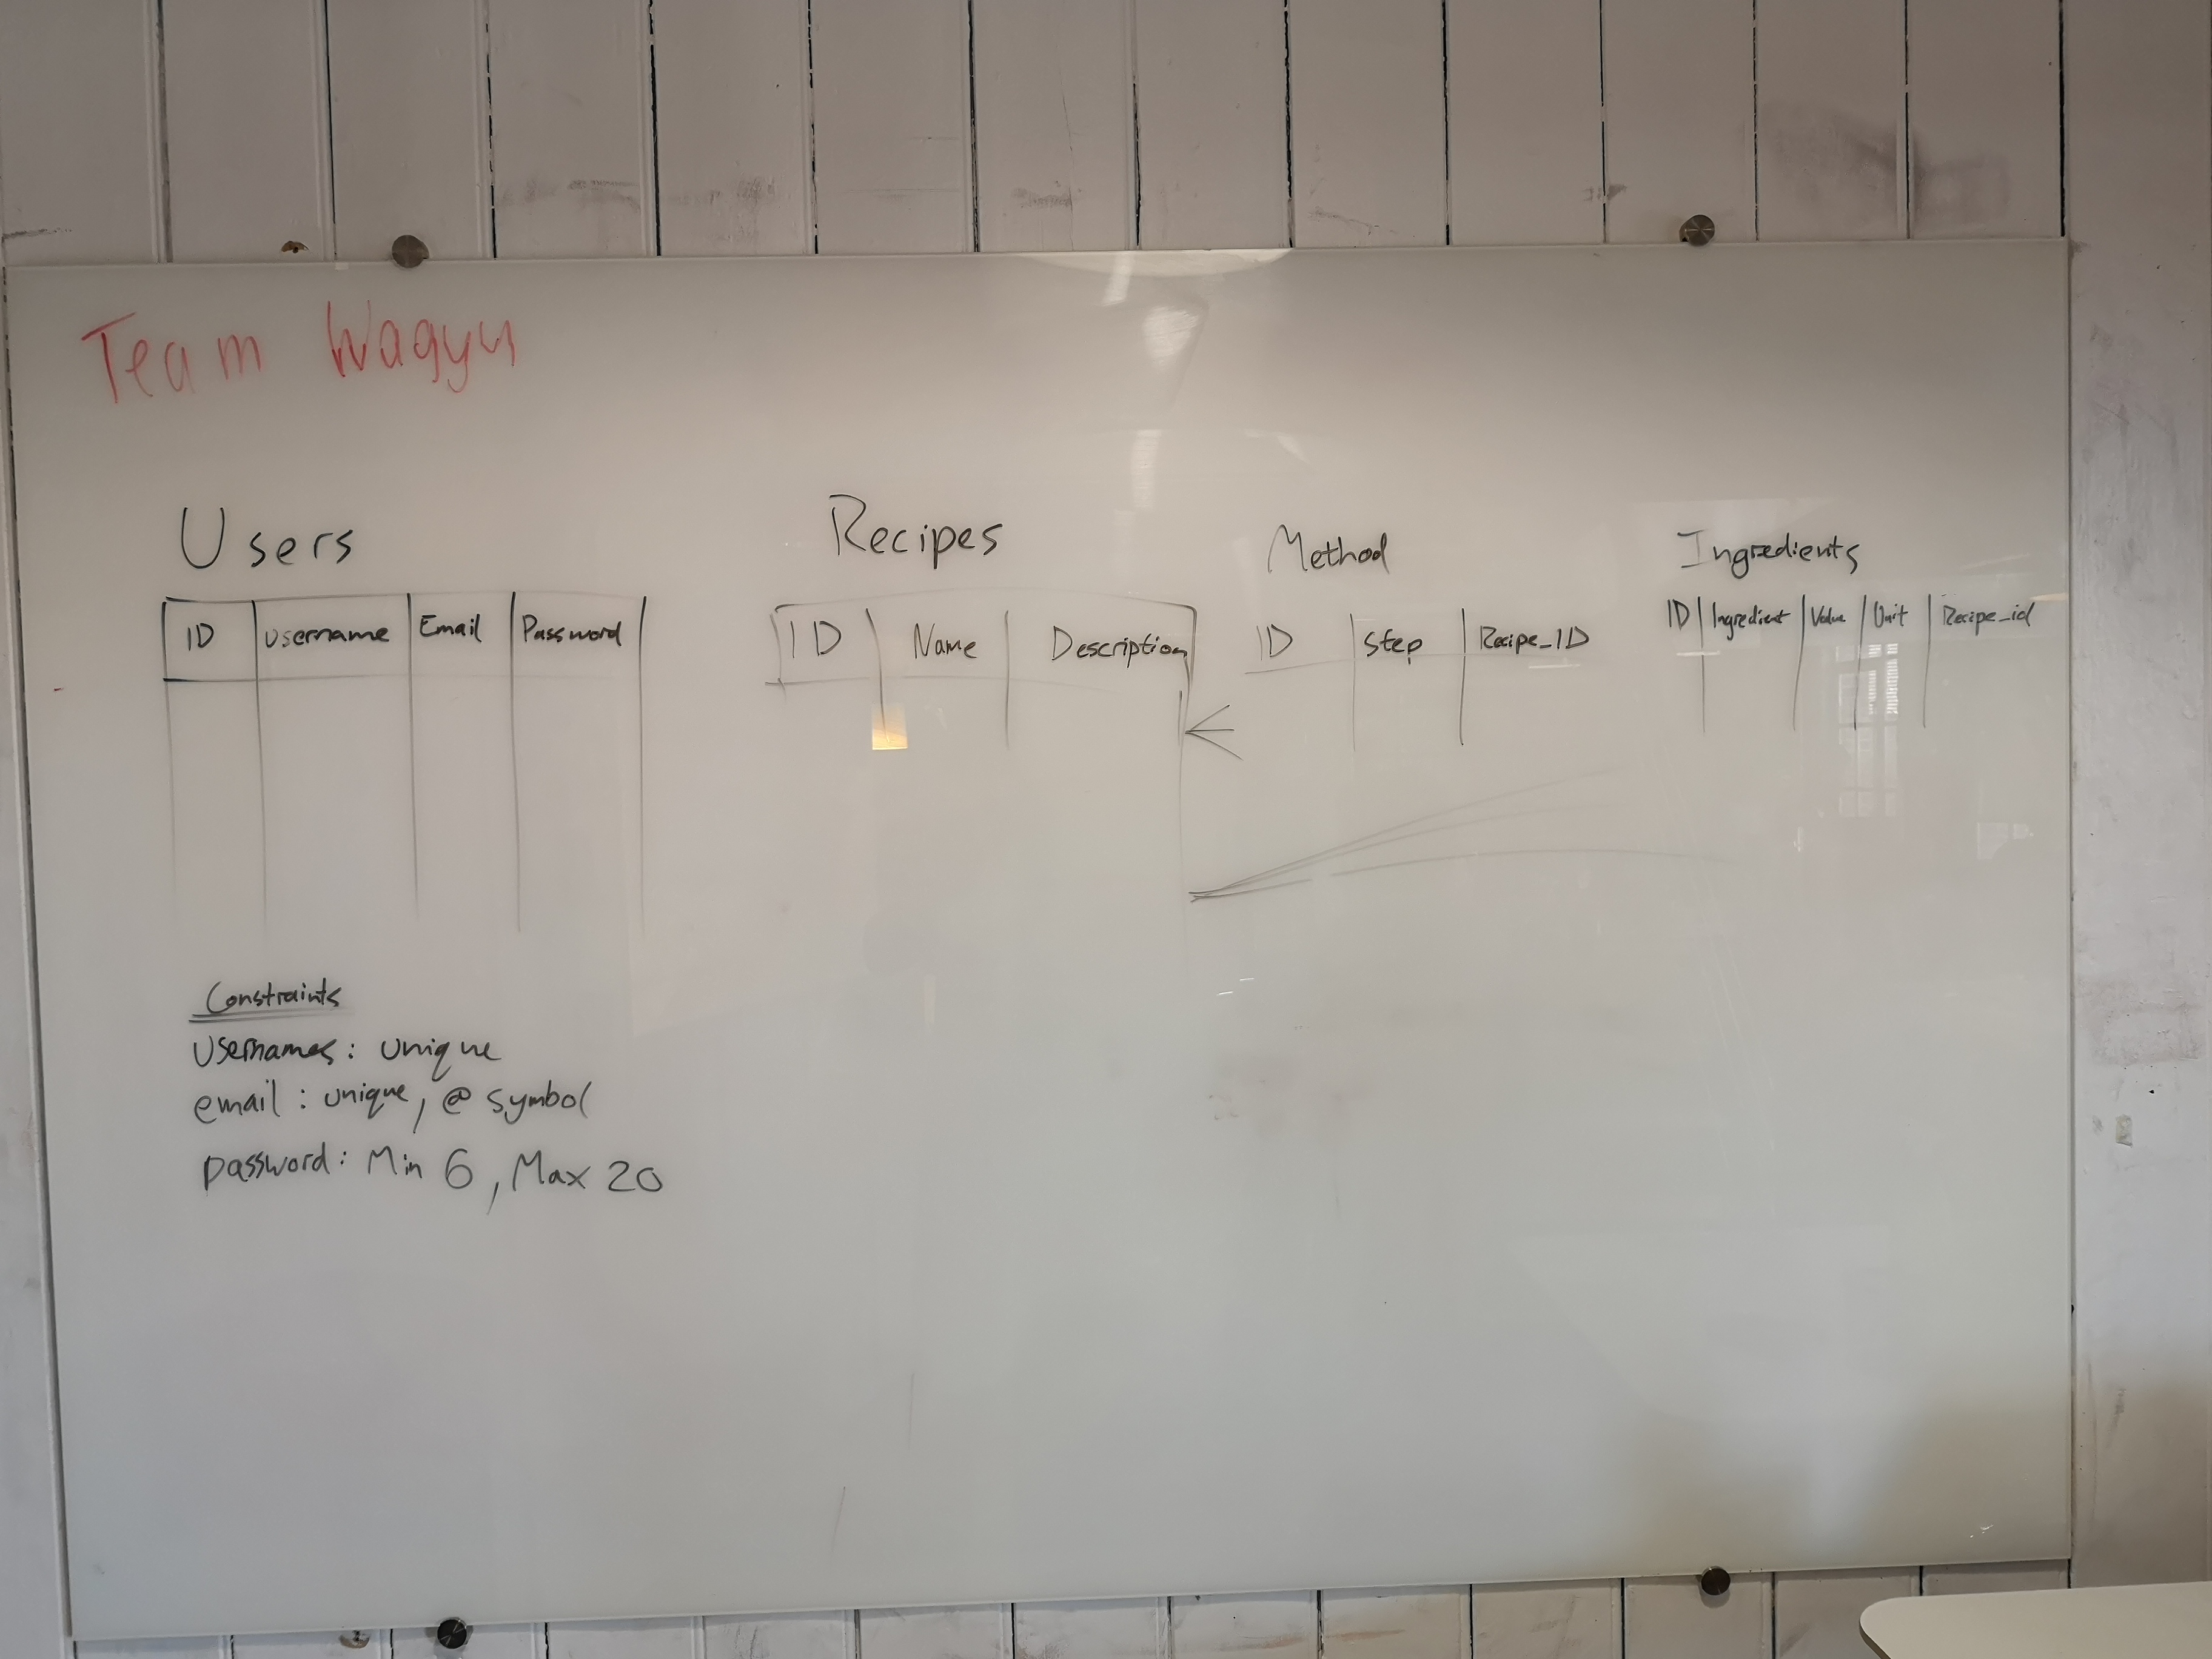 Team Wagyu
Users
ID Username Email Password
Recipes
ID Name Description
Method
ID Step Recipe_ID
Ingredients
ID Ingredient Value Unit Recipe_id
Constraints
Usernames: unique
email: unique, @ symbol
password: Min 6, Max 20